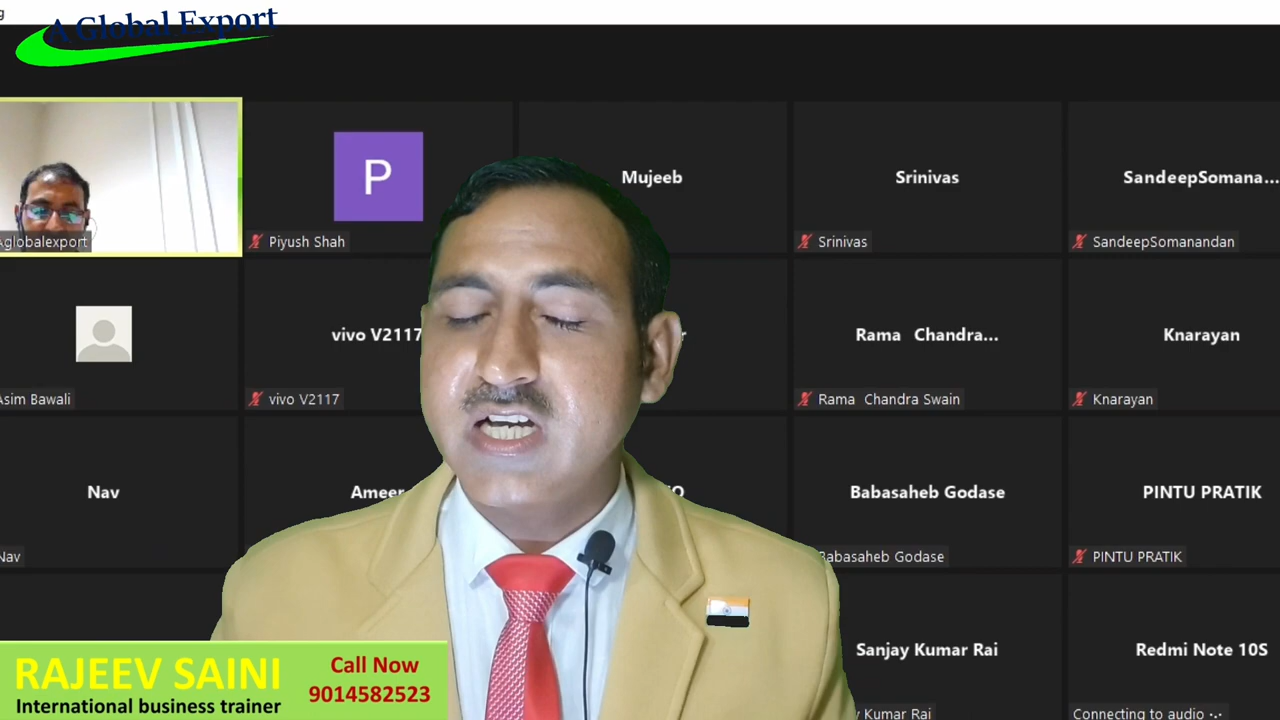 g
A Global Export
P
Mujeeb
Srinivas
SandeepSomana...
Aglobalexport
Piyush Shah
Srinivas
SandeepSomanandan
vivo V2117
r
Rama Chandra...
Knarayan
Asim Bawali
vivo V2117
Rama Chandra Swain
Knarayan
Nav
Ameer
O
Babasaheb Godase
PINTU PRATIK
Nav
Babasaheb Godase
PINTU PRATIK
Sanjay Kumar Rai
Redmi Note 10S
RAJEEV SAINI
Call Now
9014582523
International business trainer
y Kumar Rai
Connecting to audio